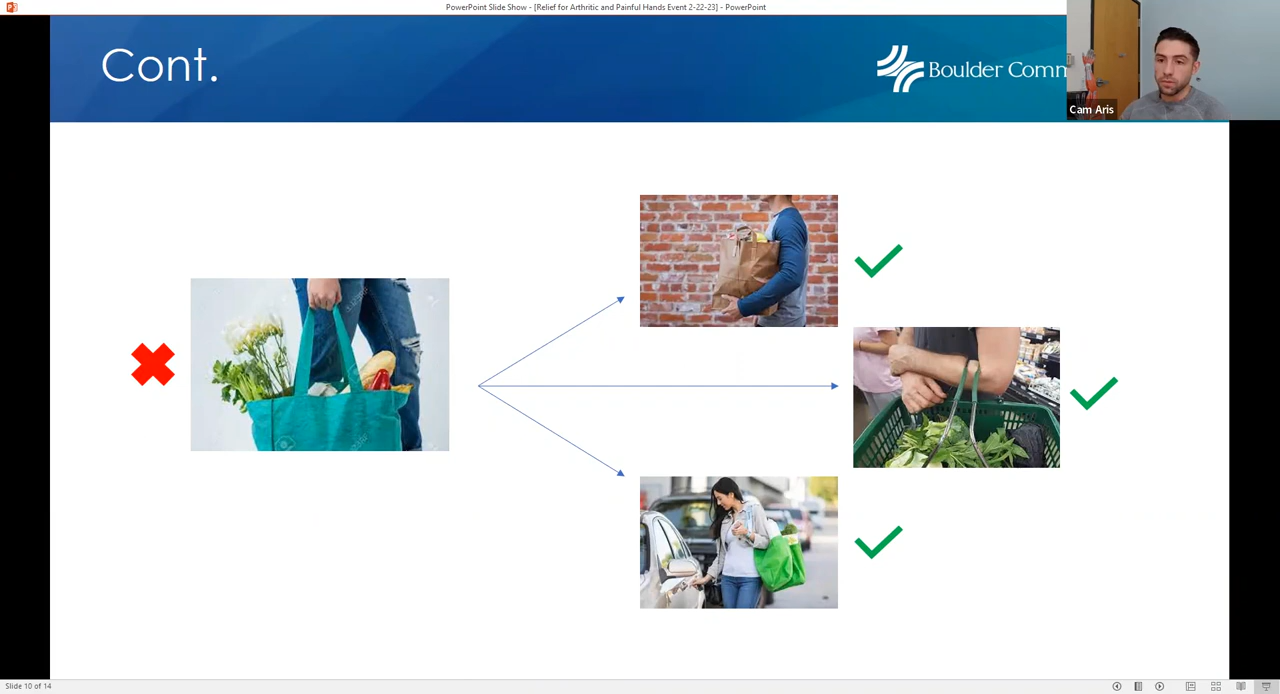 PowerPoint Slide Show - [Relief for Arthritic and Painful Hands Event 2-22-23] - PowerPoint
Cont.
Boulder Comm
Cam Aris
Slide 10 of 14